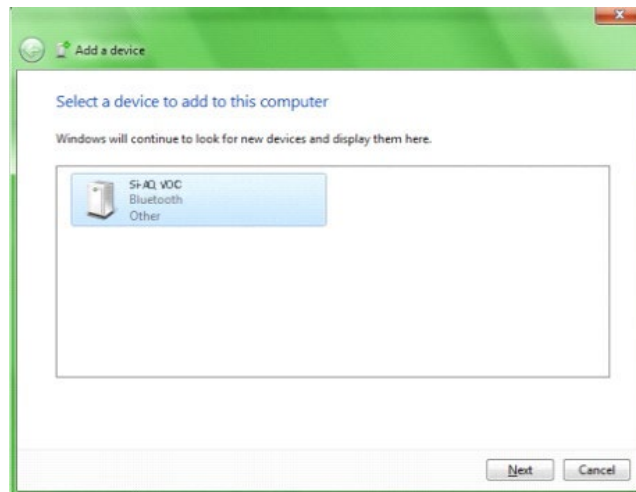 Add a device
Select a device to add to this computer
Windows will continue to look for new devices and display them here.
Si-AQ VOC
Bluetooth
Other
Next
Cancel